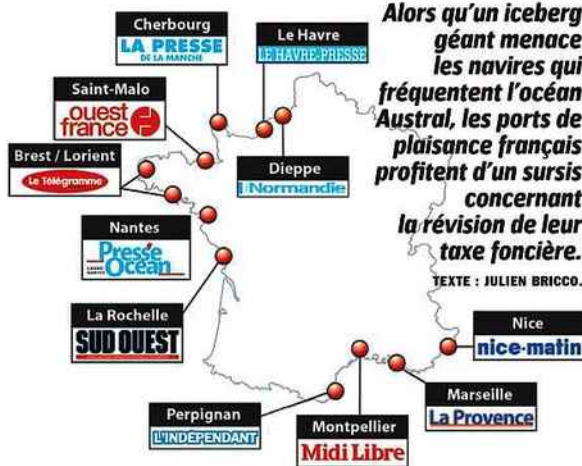 Alors qu'un iceberg
géant menace
les navires qui
fréquentent l'océan
Austral, les ports de
plaisance français
profitent d'un sursis
concernant
la révision de leur
taxe foncière.
TEXTE : JULIEN BRICCO.
Cherbourg
LA PRESSE
DE LA MANCHE
Le Havre
LE HAVRE-PRESSE
Saint-Malo
ouest
france
Brest / Lorient
Le Télégramme
Dieppe
Normandie
Nantes
Presse
Océan
La Rochelle
SUD OUEST
Nice
nice-matin
Marseille
La Provence
Perpignan
L'INDÉPENDANT
Montpellier
Midi Libre